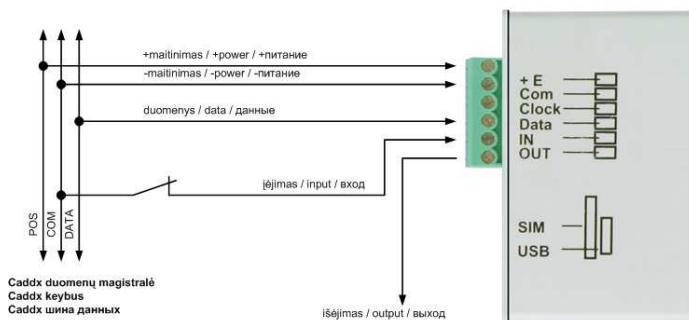 +maitinimas / +power / +питание
-maitinimas / -power / -питание
duomenys / data / данные
įėjimas / input / вход
POS
COM
DATA
Caddx duomenų magistralė
Caddx keybus
Caddx шина данных
išėjimas / output / выход
+ E
Com
Clock
Data
IN
OUT
SIM
USB